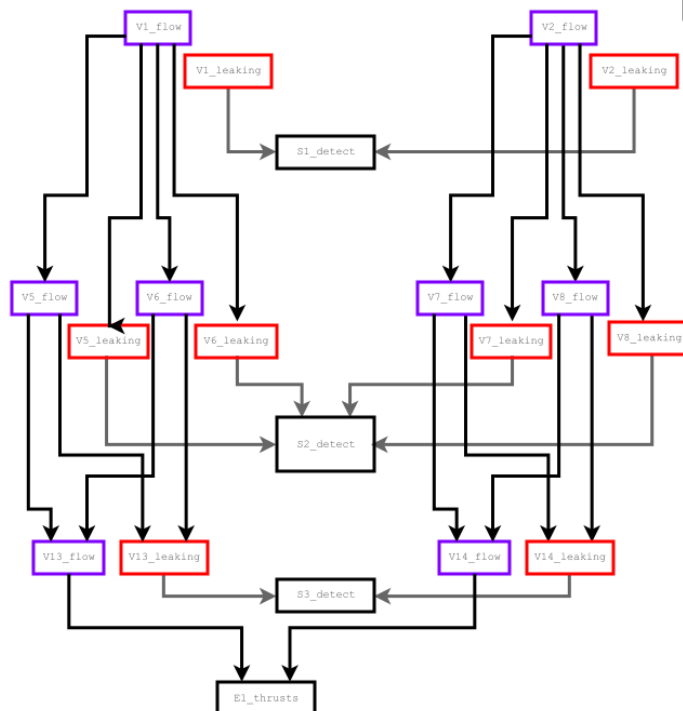 V1_flow
V2_flow
V1_leaking
V2_leaking
S1_detect
V5_flow
V6_flow
V7_flow
V8_flow
V5_leaking
V6_leaking
V7_leaking
V8_leaking
S2_detect
V13_flow
V13_leaking
V14_flow
V14_leaking
S3_detect
E1_thrusts